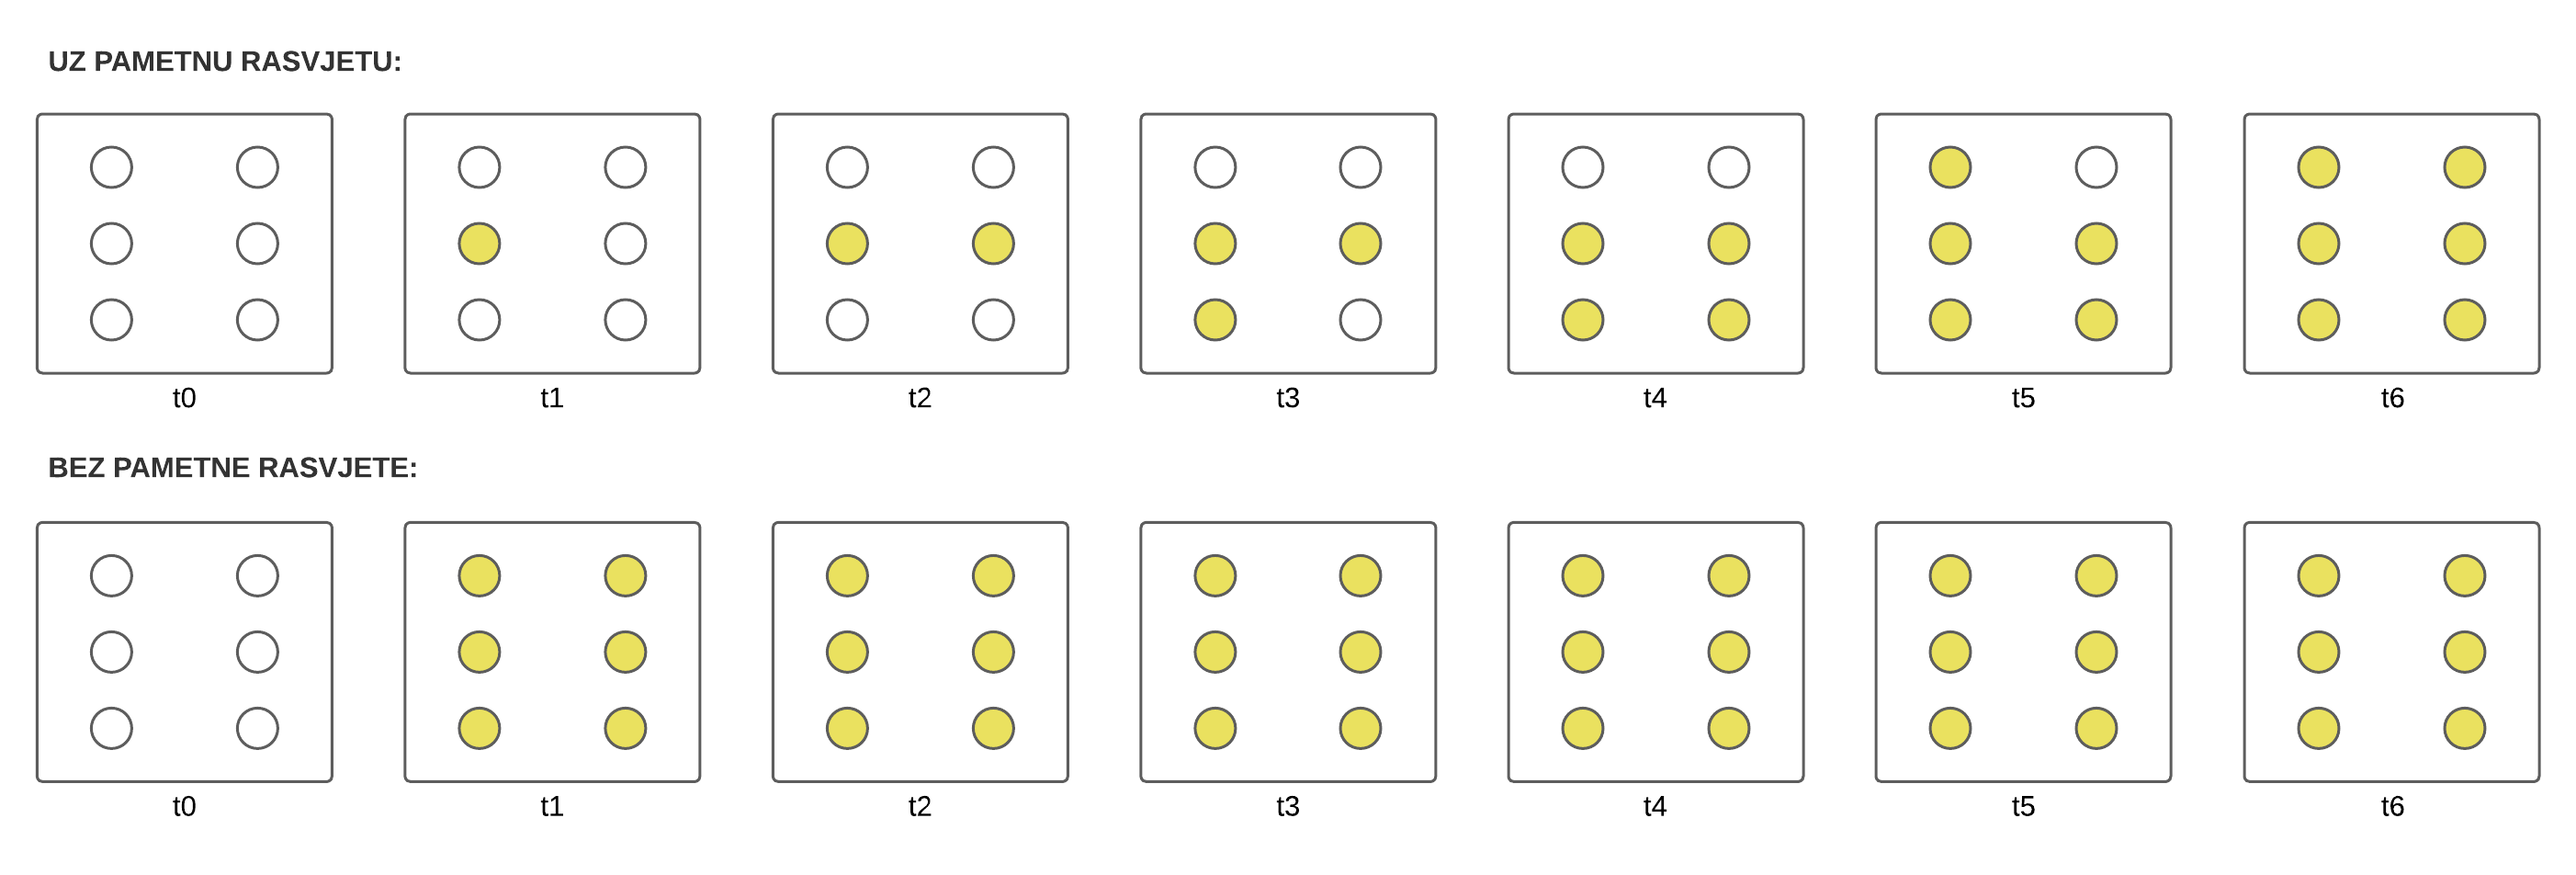 UZ PAMETNU RASVJETU:
t0 t1 t2 t3 t4 t5 t6
BEZ PAMETNE RASVJETE:
t0 t1 t2 t3 t4 t5 t6